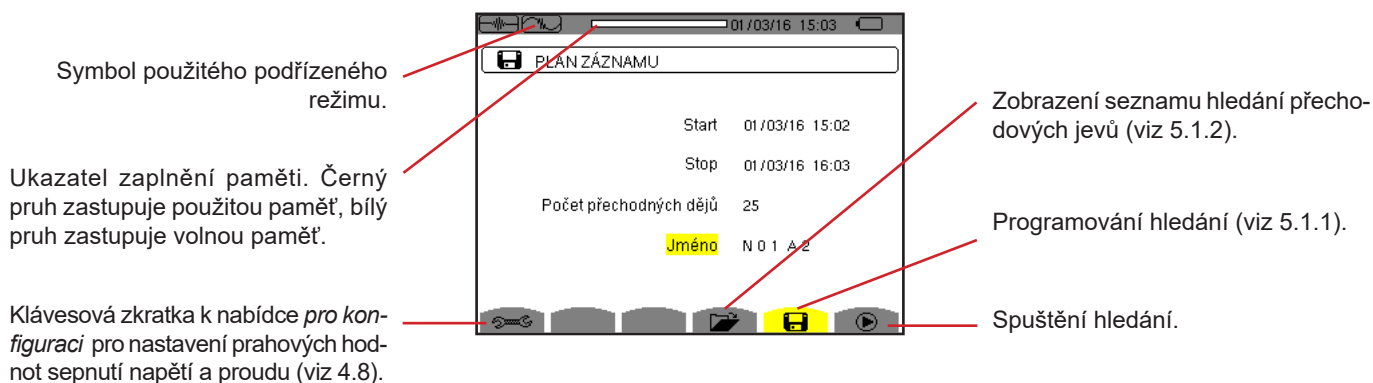 01/03/16 15:03
PLÁN ZÁZNAMU
Start 01/03/16 15:02
Stop 01/03/16 16:03
Počet přechodných dějů 25
Jméno N 0 1 A 2
Symbol použitého podřízeného
režimu.
Ukazatel zaplnění paměti. Černý
pruh zastupuje použitou paměť, bílý
pruh zastupuje volnou paměť.
Klávesová zkratka k nabídce pro kon-
figuraci pro nastavení prahových hod-
not sepnutí napětí a proudu (viz 4.8).
Zobrazení seznamu hledání přecho-
dových jevů (viz 5.1.2).
Programování hledání (viz 5.1.1).
Spuštění hledání.